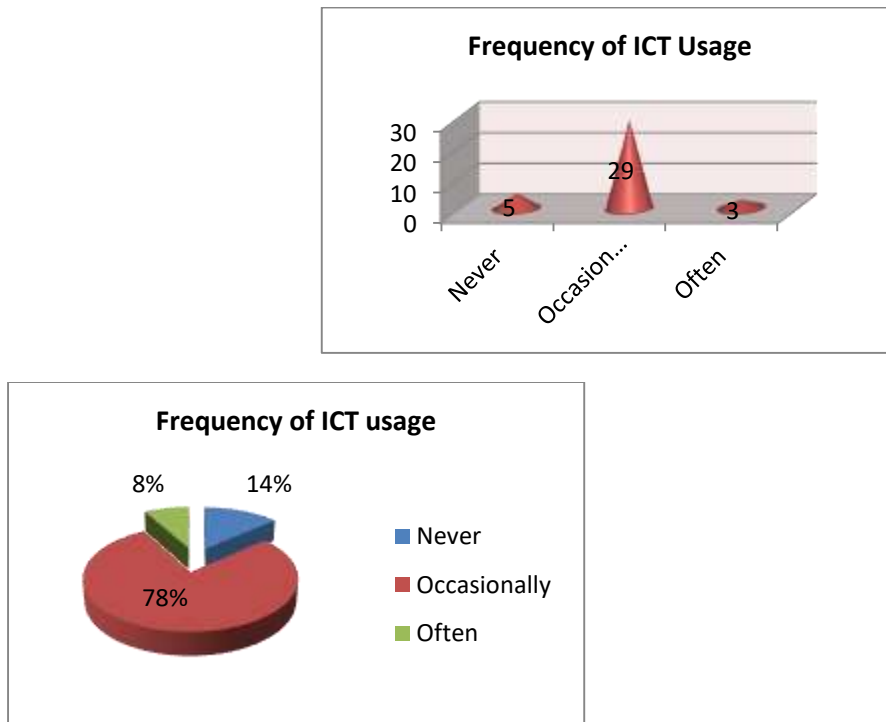 Frequency of ICT Usage
30
20
10
0
29
5
3
Never
Occasion...
Often
Frequency of ICT usage
8%
14%
78%
Never
Occasionally
Often